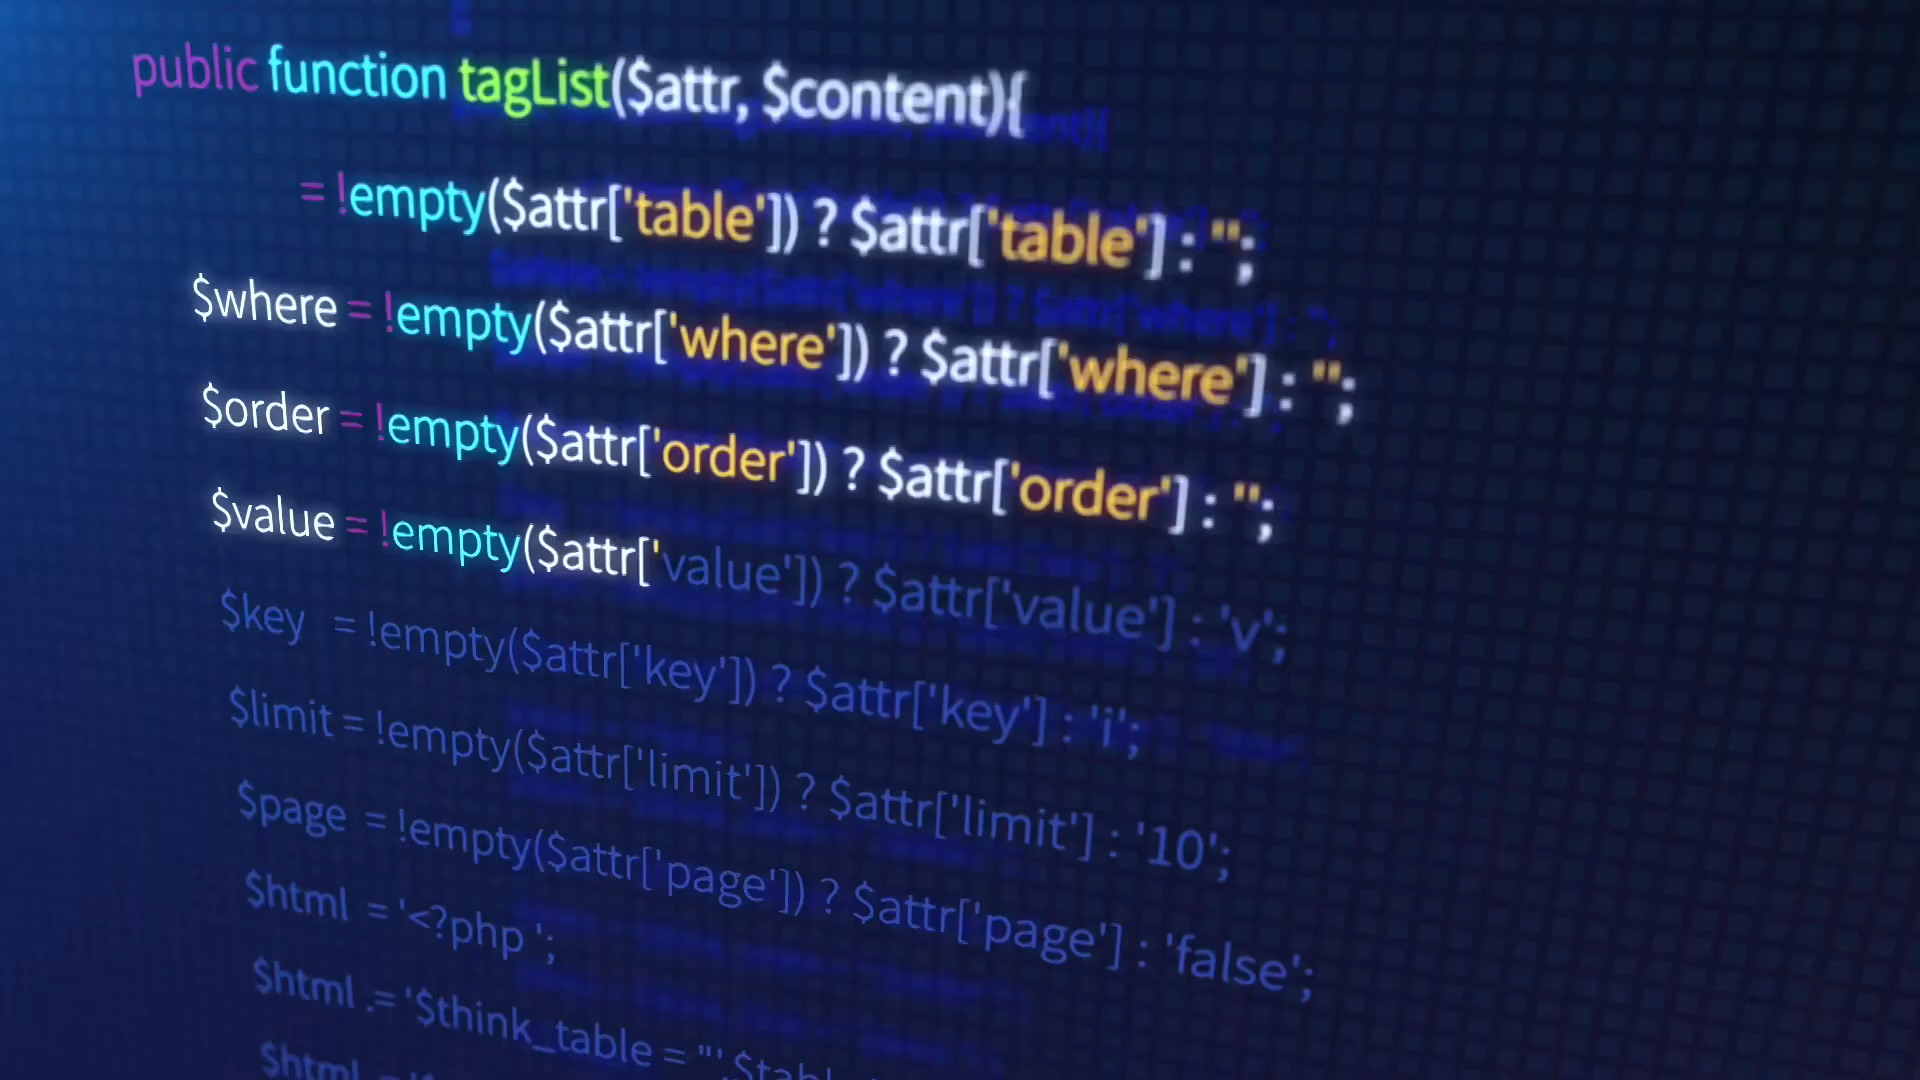 public function tagList($attr, $content){
= !empty($attr['table']) ? $attr['table'] : '';
$where = !empty($attr['where']) ? $attr['where'] : '';
$order = !empty($attr['order']) ? $attr['order'] : '';
$value = !empty($attr['value']) ? $attr['value'] : 'v';
$key = !empty($attr['key']) ? $attr['key'] : 'i';
$limit = !empty($attr['limit']) ? $attr['limit'] : '10';
$page = !empty($attr['page']) ? $attr['page'] : 'false';
$html = '<?php ';
$html .= '$think_table = "'.
$html